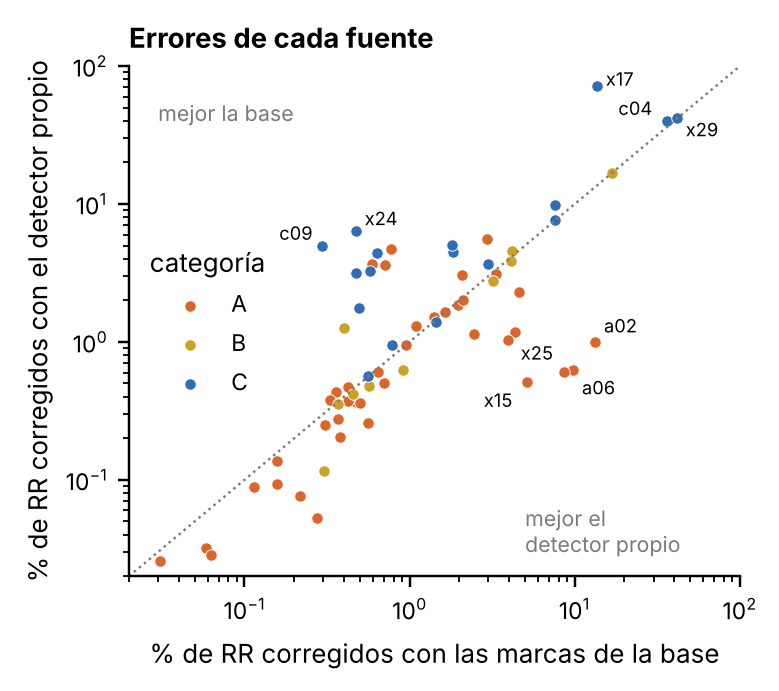 Errores de cada fuente
% de RR corregidos con el detector propio
10²
10¹
10⁰
10⁻¹
mejor la base
x17
c04
x29
c09
x24
categoría
A
B
C
a02
x25
a06
x15
mejor el
detector propio
10⁻¹
10⁰
10¹
10²
% de RR corregidos con las marcas de la base